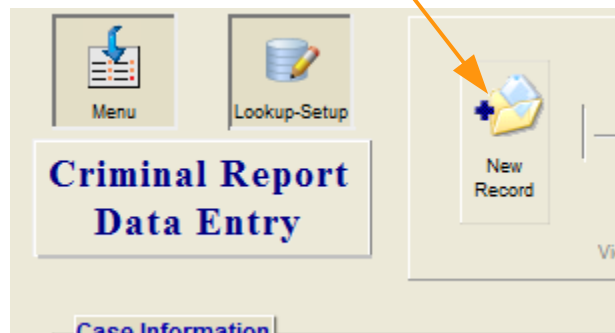 Menu
Lookup-Setup
New
Record
Criminal Report
Data Entry
Case Information